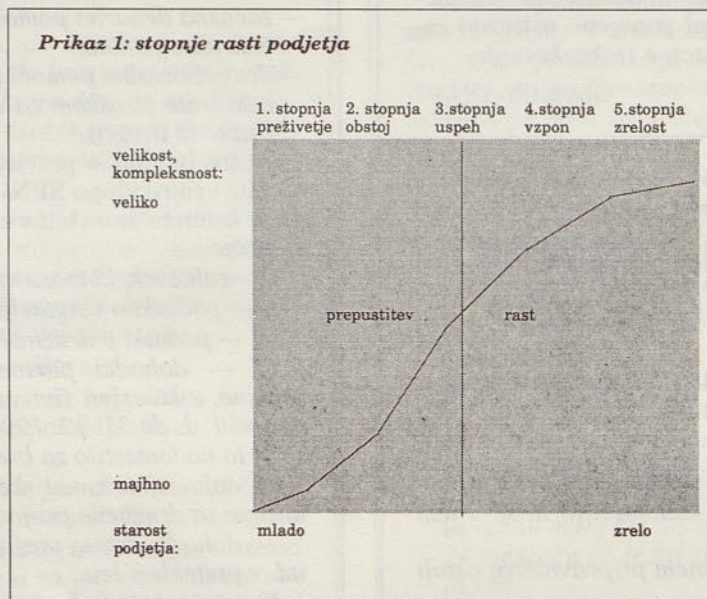 Prikaz 1: stopnje rasti podjetja
1. stopnja 2. stopnja 3.stopnja 4.stopnja 5.stopnja
preživetje obstoj uspeh vzpon zrelost
velikost,
kompleksnost:
veliko
prepustitev rast
majhno
starost mlado zrelo
podjetja: